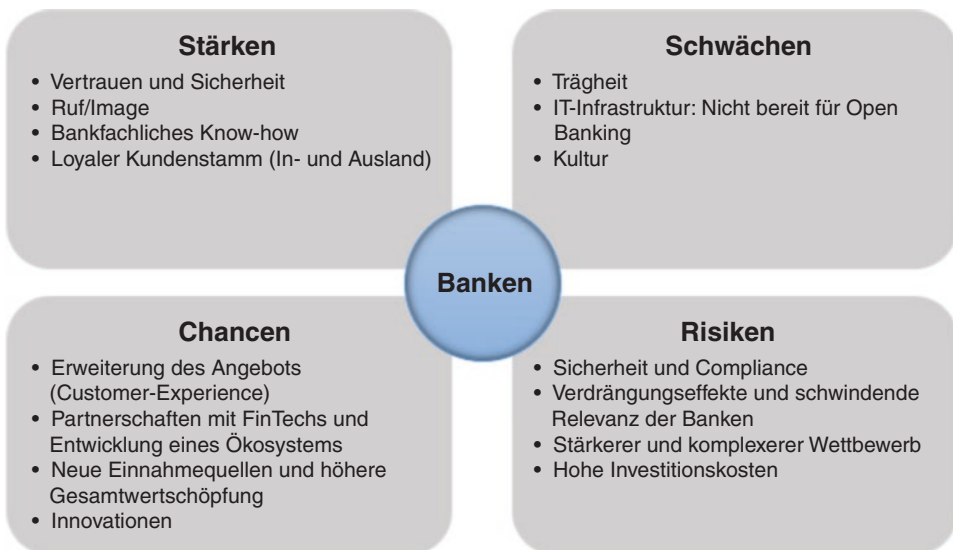 Stärken
• Vertrauen und Sicherheit
• Ruf/Image
• Bankfachliches Know-how
• Loyaler Kundenstamm (In- und Ausland)
Schwächen
• Trägheit
• IT-Infrastruktur: Nicht bereit für Open
Banking
• Kultur
Banken
Chancen
• Erweiterung des Angebots
(Customer-Experience)
• Partnerschaften mit FinTechs und
Entwicklung eines Ökosystems
• Neue Einnahmequellen und höhere
Gesamtwertschöpfung
• Innovationen
Risiken
• Sicherheit und Compliance
• Verdrängungseffekte und schwindende
Relevanz der Banken
• Stärkerer und komplexerer Wettbewerb
• Hohe Investitionskosten